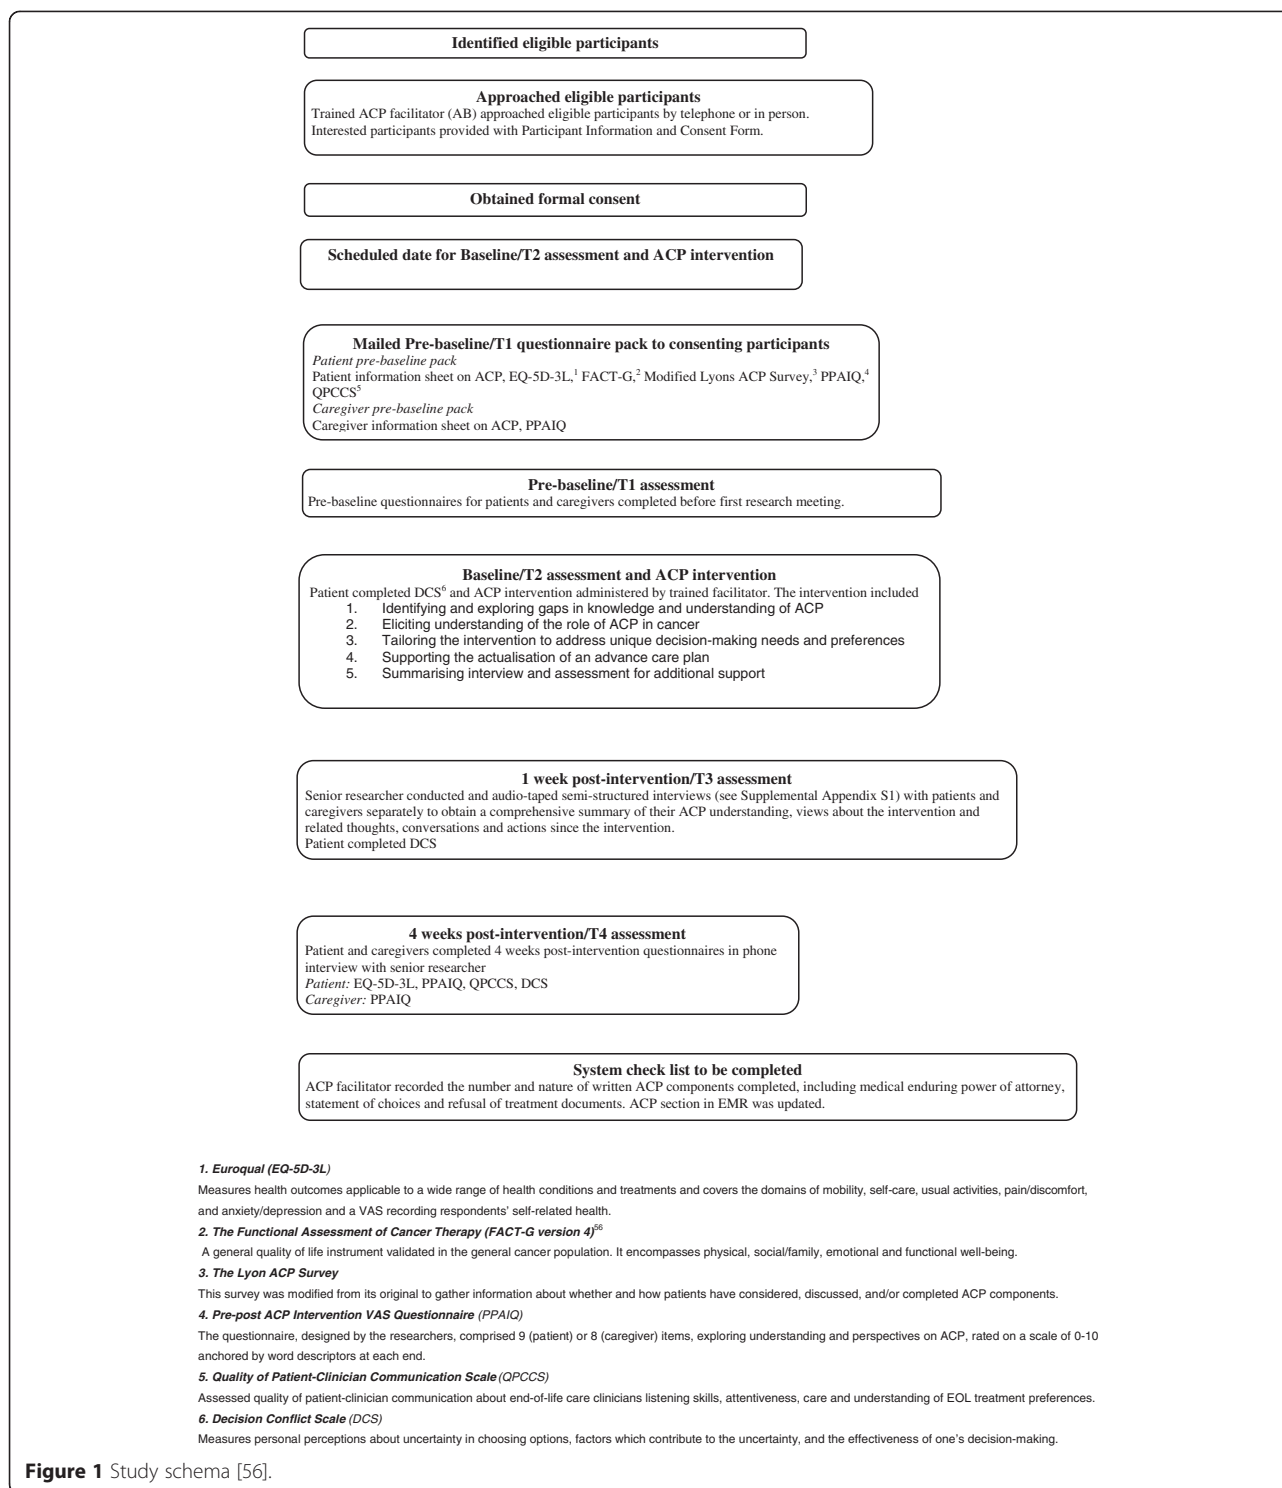 Identified eligible participants
Approached eligible participants
Trained ACP facilitator (AB) approached eligible participants by telephone or in person.
Interested participants provided with Participant Information and Consent Form.
Obtained formal consent
Scheduled date for Baseline/T2 assessment and ACP intervention
Mailed Pre-baseline/T1 questionnaire pack to consenting participants
Patient pre-baseline pack
Patient information sheet on ACP, EQ-5D-3L,1 FACT-G,2 Modified Lyons ACP Survey,3 PPAIQ,4
QPCCS5
Caregiver pre-baseline pack
Caregiver information sheet on ACP, PPAIQ
Pre-baseline/T1 assessment
Pre-baseline questionnaires for patients and caregivers completed before first research meeting.
Baseline/T2 assessment and ACP intervention
Patient completed DCS6 and ACP intervention administered by trained facilitator. The intervention included
1. Identifying and exploring gaps in knowledge and understanding of ACP
2. Eliciting understanding of the role of ACP in cancer
3. Tailoring the intervention to address unique decision-making needs and preferences
4. Supporting the actualisation of an advance care plan
5. Summarising interview and assessment for additional support
1 week post-intervention/T3 assessment
Senior researcher conducted and audio-taped semi-structured interviews (see Supplemental Appendix S1) with patients and
caregivers separately to obtain a comprehensive summary of their ACP understanding, views about the intervention and
related thoughts, conversations and actions since the intervention.
Patient completed DCS
4 weeks post-intervention/T4 assessment
Patient and caregivers completed 4 weeks post-intervention questionnaires in phone
interview with senior researcher
Patient: EQ-5D-3L, PPAIQ, QPCCS, DCS
Caregiver: PPAIQ
System check list to be completed
ACP facilitator recorded the number and nature of written ACP components completed, including medical enduring power of attorney,
statement of choices and refusal of treatment documents. ACP section in EMR was updated.
1. Euroqual (EQ-5D-3L)
Measures health outcomes applicable to a wide range of health conditions and treatments and covers the domains of mobility, self-care, usual activities, pain/discomfort,
and anxiety/depression and a VAS recording respondents' self-related health.
2. The Functional Assessment of Cancer Therapy (FACT-G version 4)56
A general quality of life instrument validated in the general cancer population. It encompasses physical, social/family, emotional and functional well-being.
3. The Lyon ACP Survey
This survey was modified from its original to gather information about whether and how patients have considered, discussed, and/or completed ACP components.
4. Pre-post ACP Intervention VAS Questionnaire (PPAIQ)
The questionnaire, designed by the researchers, comprised 9 (patient) or 8 (caregiver) items, exploring understanding and perspectives on ACP, rated on a scale of 0-10
anchored by word descriptors at each end.
5. Quality of Patient-Clinician Communication Scale (QPCCS)
Assessed quality of patient-clinician communication about end-of-life care clinicians listening skills, attentiveness, care and understanding of EOL treatment preferences.
6. Decision Conflict Scale (DCS)
Measures personal perceptions about uncertainty in choosing options, factors which contribute to the uncertainty, and the effectiveness of one's decision-making.
Figure 1 Study schema [56].